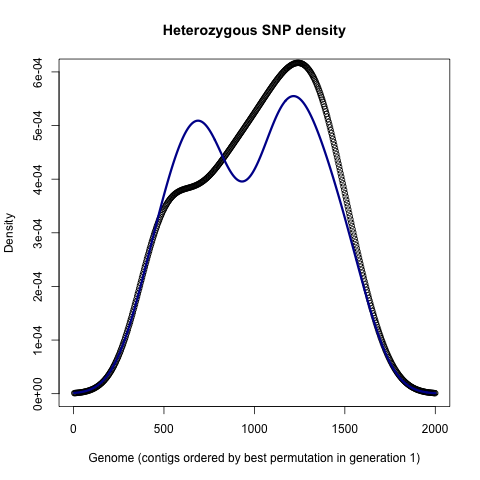 Heterozygous SNP density
Density
6e-04
5e-04
4e-04
3e-04
2e-04
1e-04
0e+00
0 500 1000 1500 2000
Genome (contigs ordered by best permutation in generation 1)